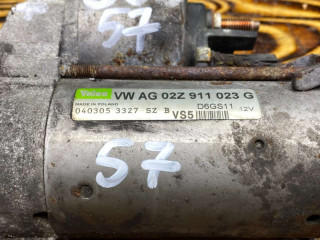 57
Valeo VW AG 02Z 911 023 G
MADE IN POLAND D6GS11 12V
040305 3327 SZ B VS5
57